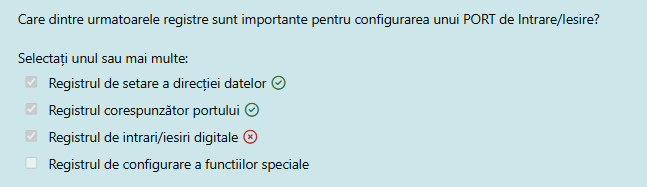 Care dintre urmatoarele registre sunt importante pentru configurarea unui PORT de Intrare/Iesire?
Selectați unul sau mai multe:
Registrul de setare a direcției datelor
Registrul corespunzător portului
Registrul de intrari/iesiri digitale
Registrul de configurare a functiilor speciale